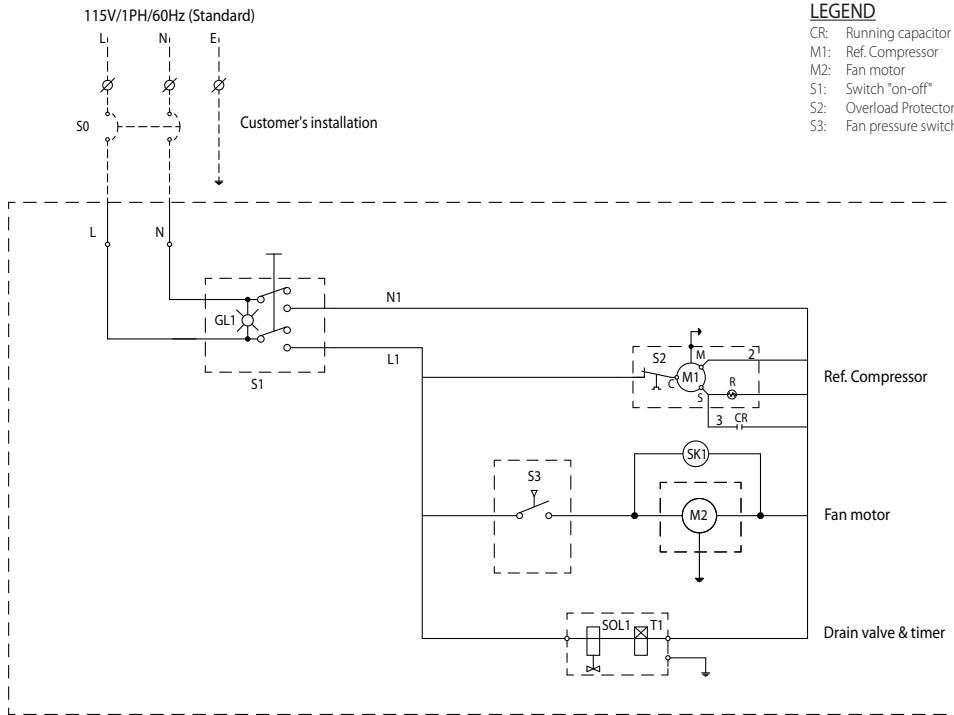 115V/1PH/60Hz (Standard)
L N E
S0
Customer's installation
LEGEND
CR: Running capacitor
M1: Ref. Compressor
M2: Fan motor
S1: Switch "on-off"
S2: Overload Protector
S3: Fan pressure switch
L N
GL1
S1
N1
L1
S2 M 2
C M1 R
S
3 CR
Ref. Compressor
SK1
S3
M2
Fan motor
SOL1 T1
Drain valve & timer